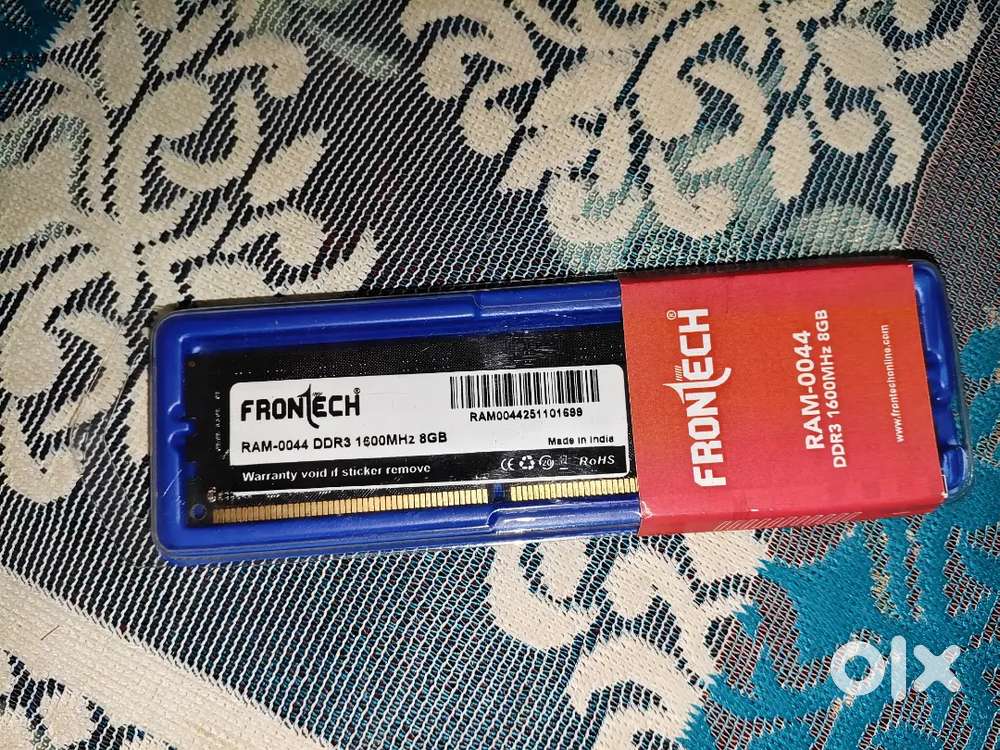 FRONTECH®
RAM0044251101699
RAM-0044 DDR3 1600MHz 8GB
Made in India
Warranty void if sticker remove
CE
RoHS
FRONTECH®
RAM-0044
DDR3 1600MHz 8GB
www.frontechonline.com
olx